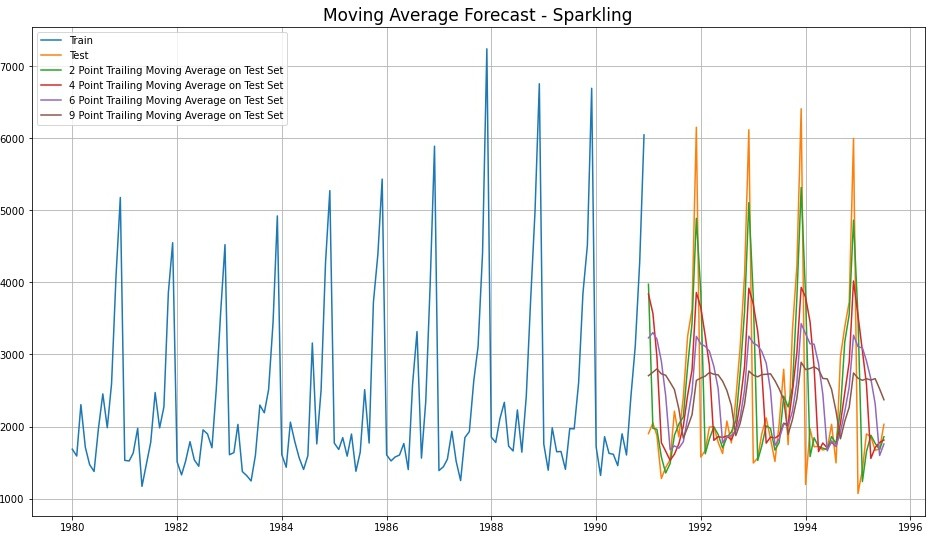 Moving Average Forecast - Sparkling
Train
Test
2 Point Trailing Moving Average on Test Set
4 Point Trailing Moving Average on Test Set
6 Point Trailing Moving Average on Test Set
9 Point Trailing Moving Average on Test Set
7000
6000
5000
4000
3000
2000
1000
1980 1982 1984 1986 1988 1990 1992 1994 1996